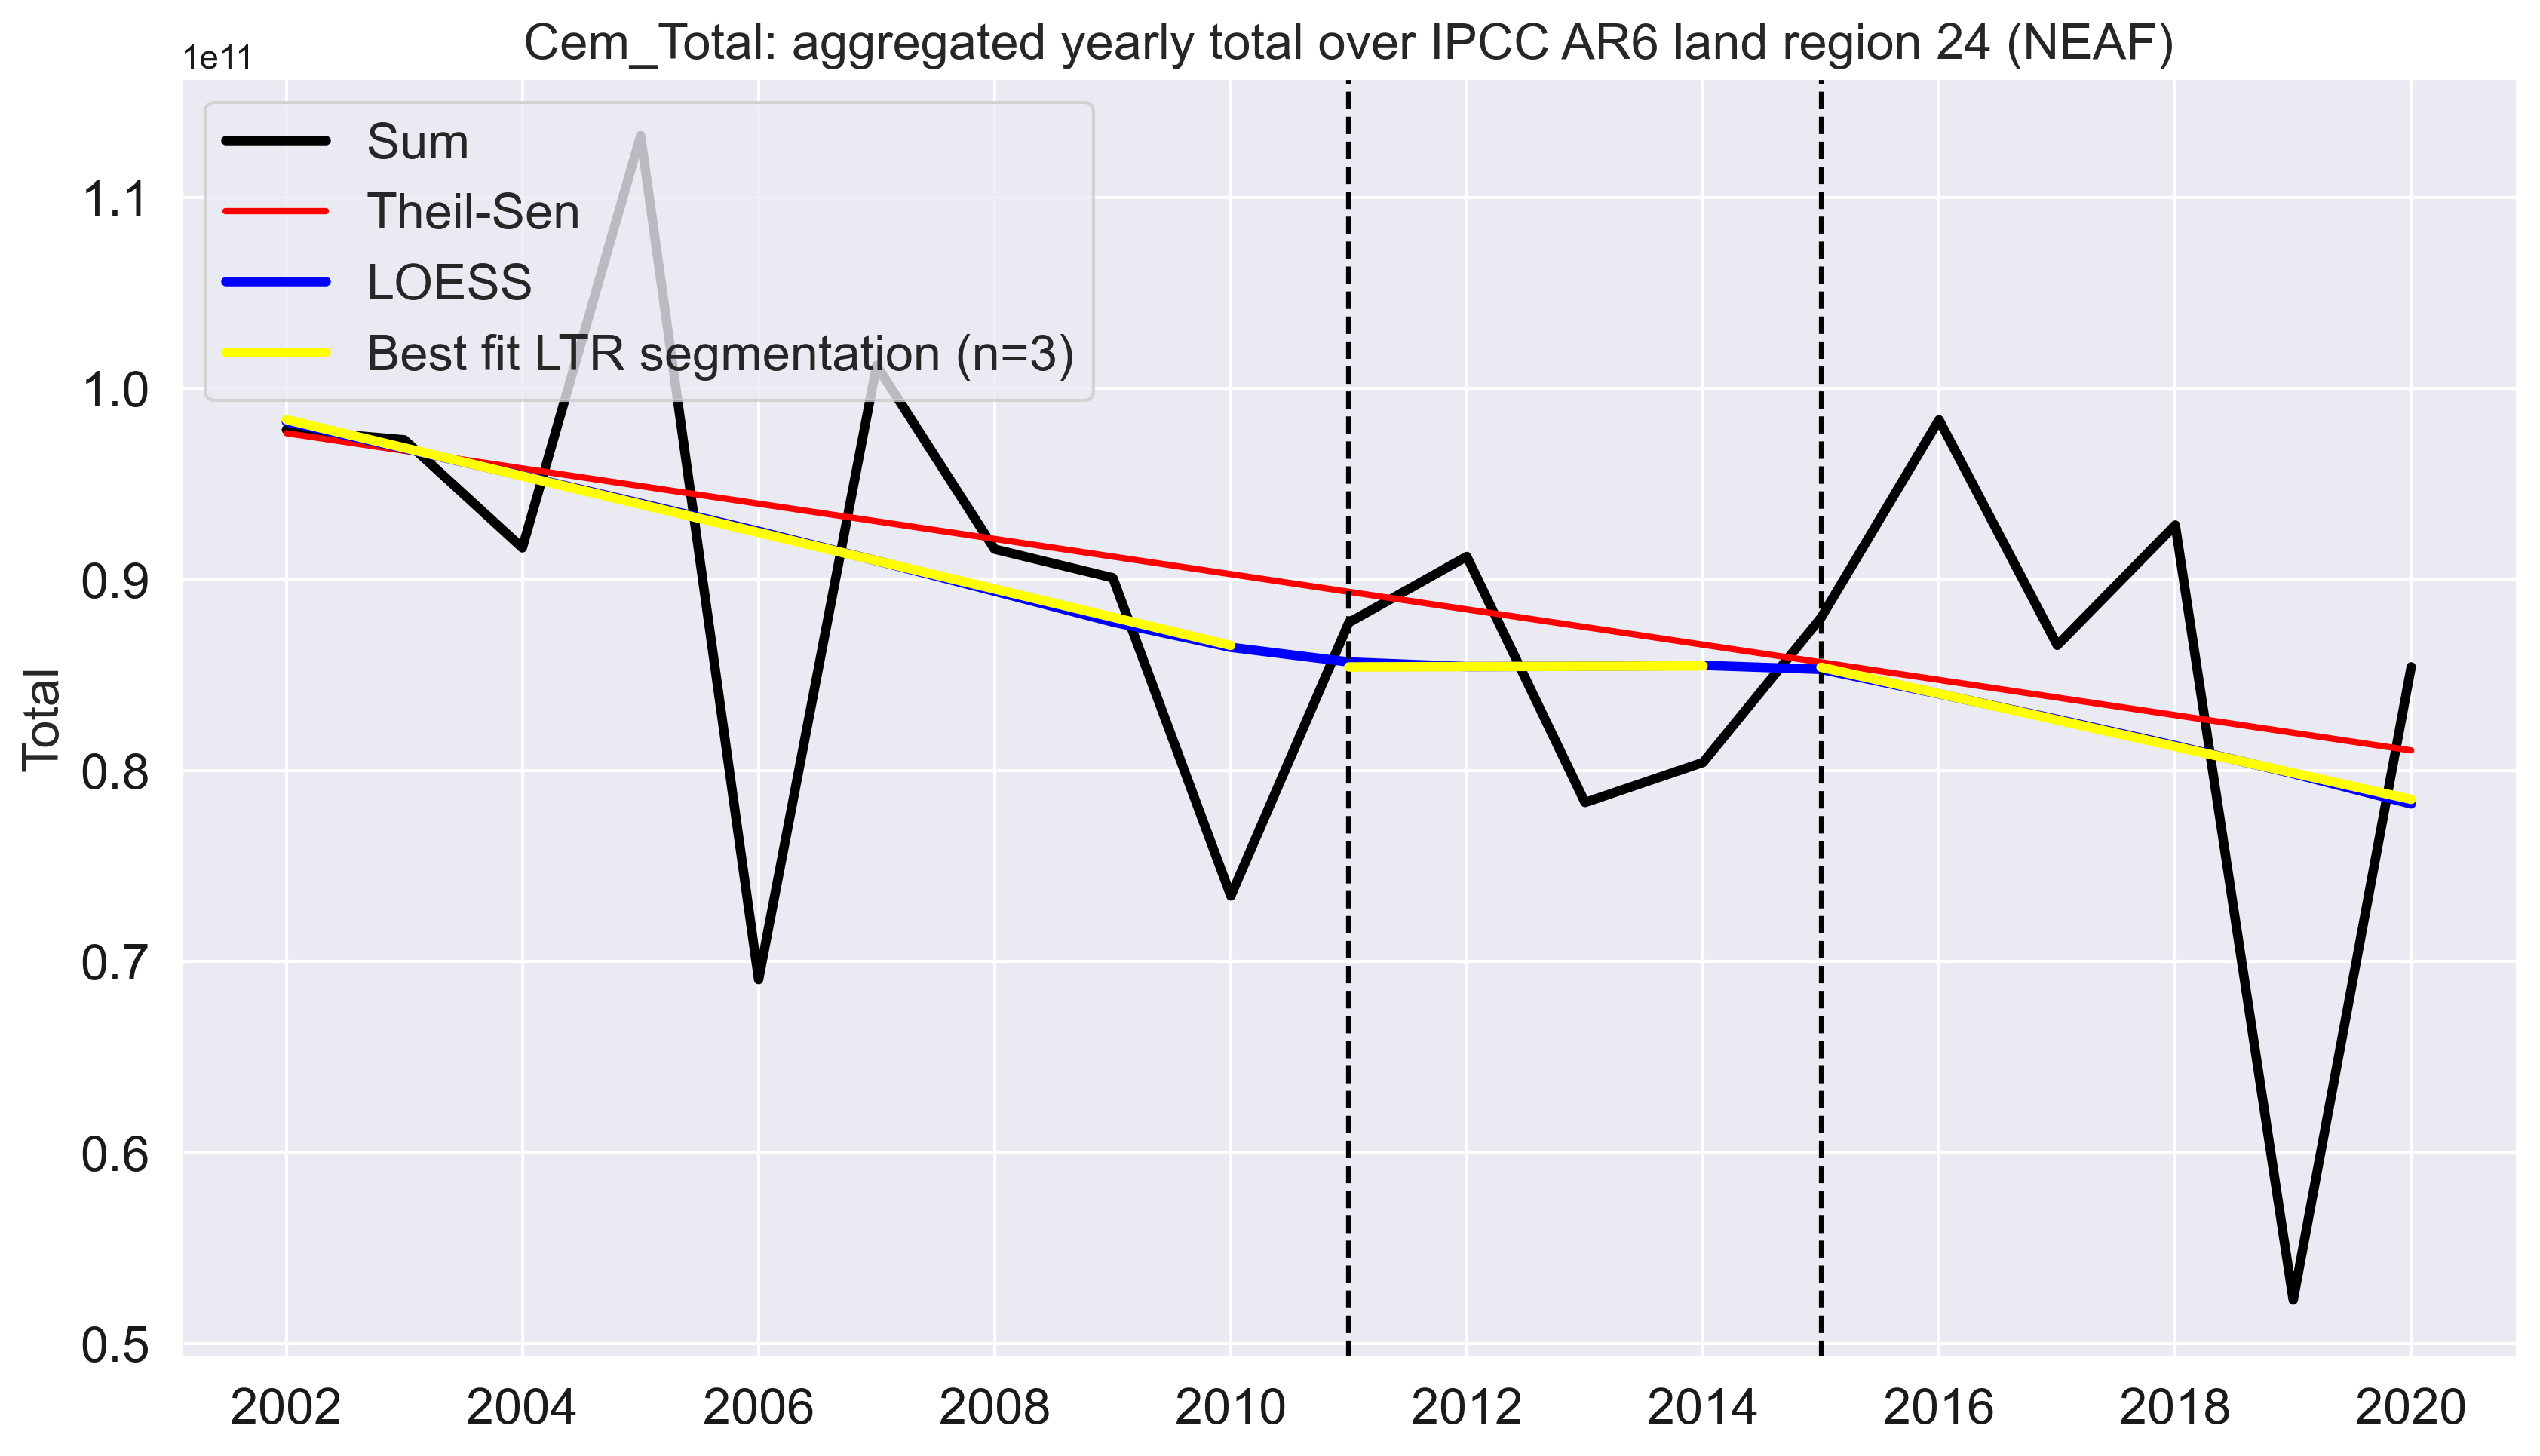 Cem_Total: aggregated yearly total over IPCC AR6 land region 24 (NEAF)
1e11
Sum
Theil-Sen
LOESS
Best fit LTR segmentation (n=3)
Total
1.1
1.0
0.9
0.8
0.7
0.6
0.5
2002 2004 2006 2008 2010 2012 2014 2016 2018 2020